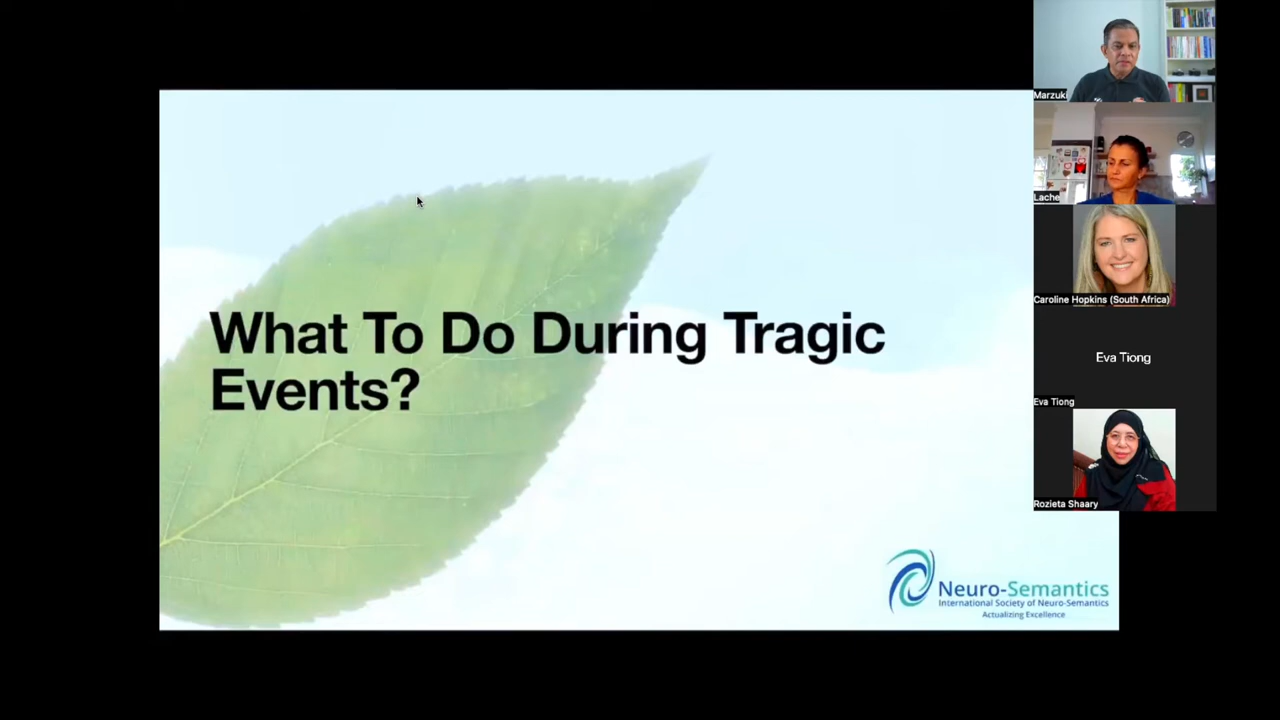 What To Do During Tragic
Events?
Neuro-Semantics
International Society of Neuro-Semantics
Actualizing Excellence
Marzuki
Lache
Caroline Hopkins (South Africa)
Eva Tiong
Eva Tiong
Rozieta Shaary